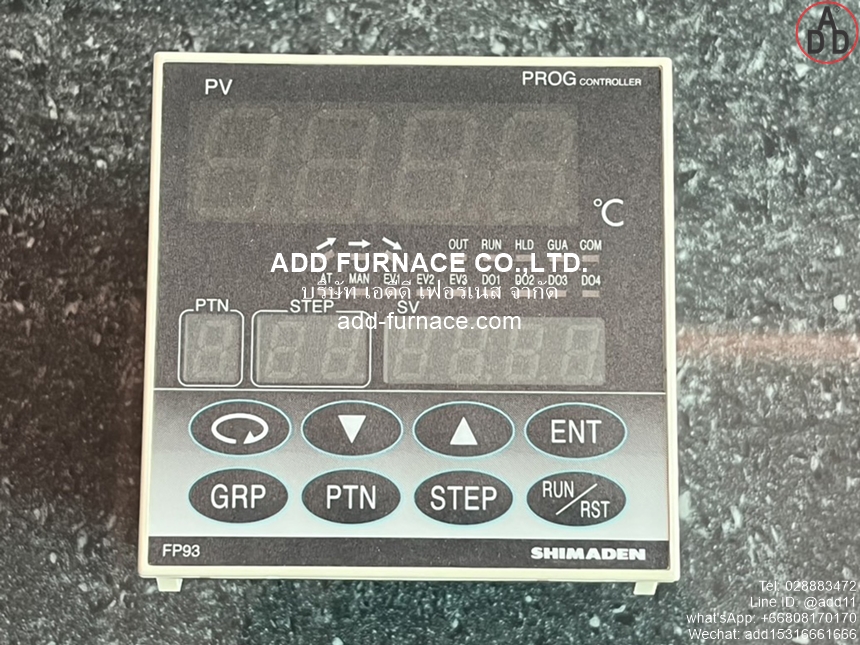 ADD
PV
PROG CONTROLLER
°C
OUT RUN HLD GUA COM
ADD FURNACE CO.,LTD.
AT MAN EV1 EV2 EV3 DO1 DO2 DO3 DO4
บริษัท เอดีดี เฟอร์เนส จำกัด
PTN STEP SV
add-furnace.com
ENT
GRP PTN STEP RUN/RST
FP93 SHIMADEN
Tel: 028883472
Line ID: @add11
what'sApp: +66808170170
Wechat: add15316661666